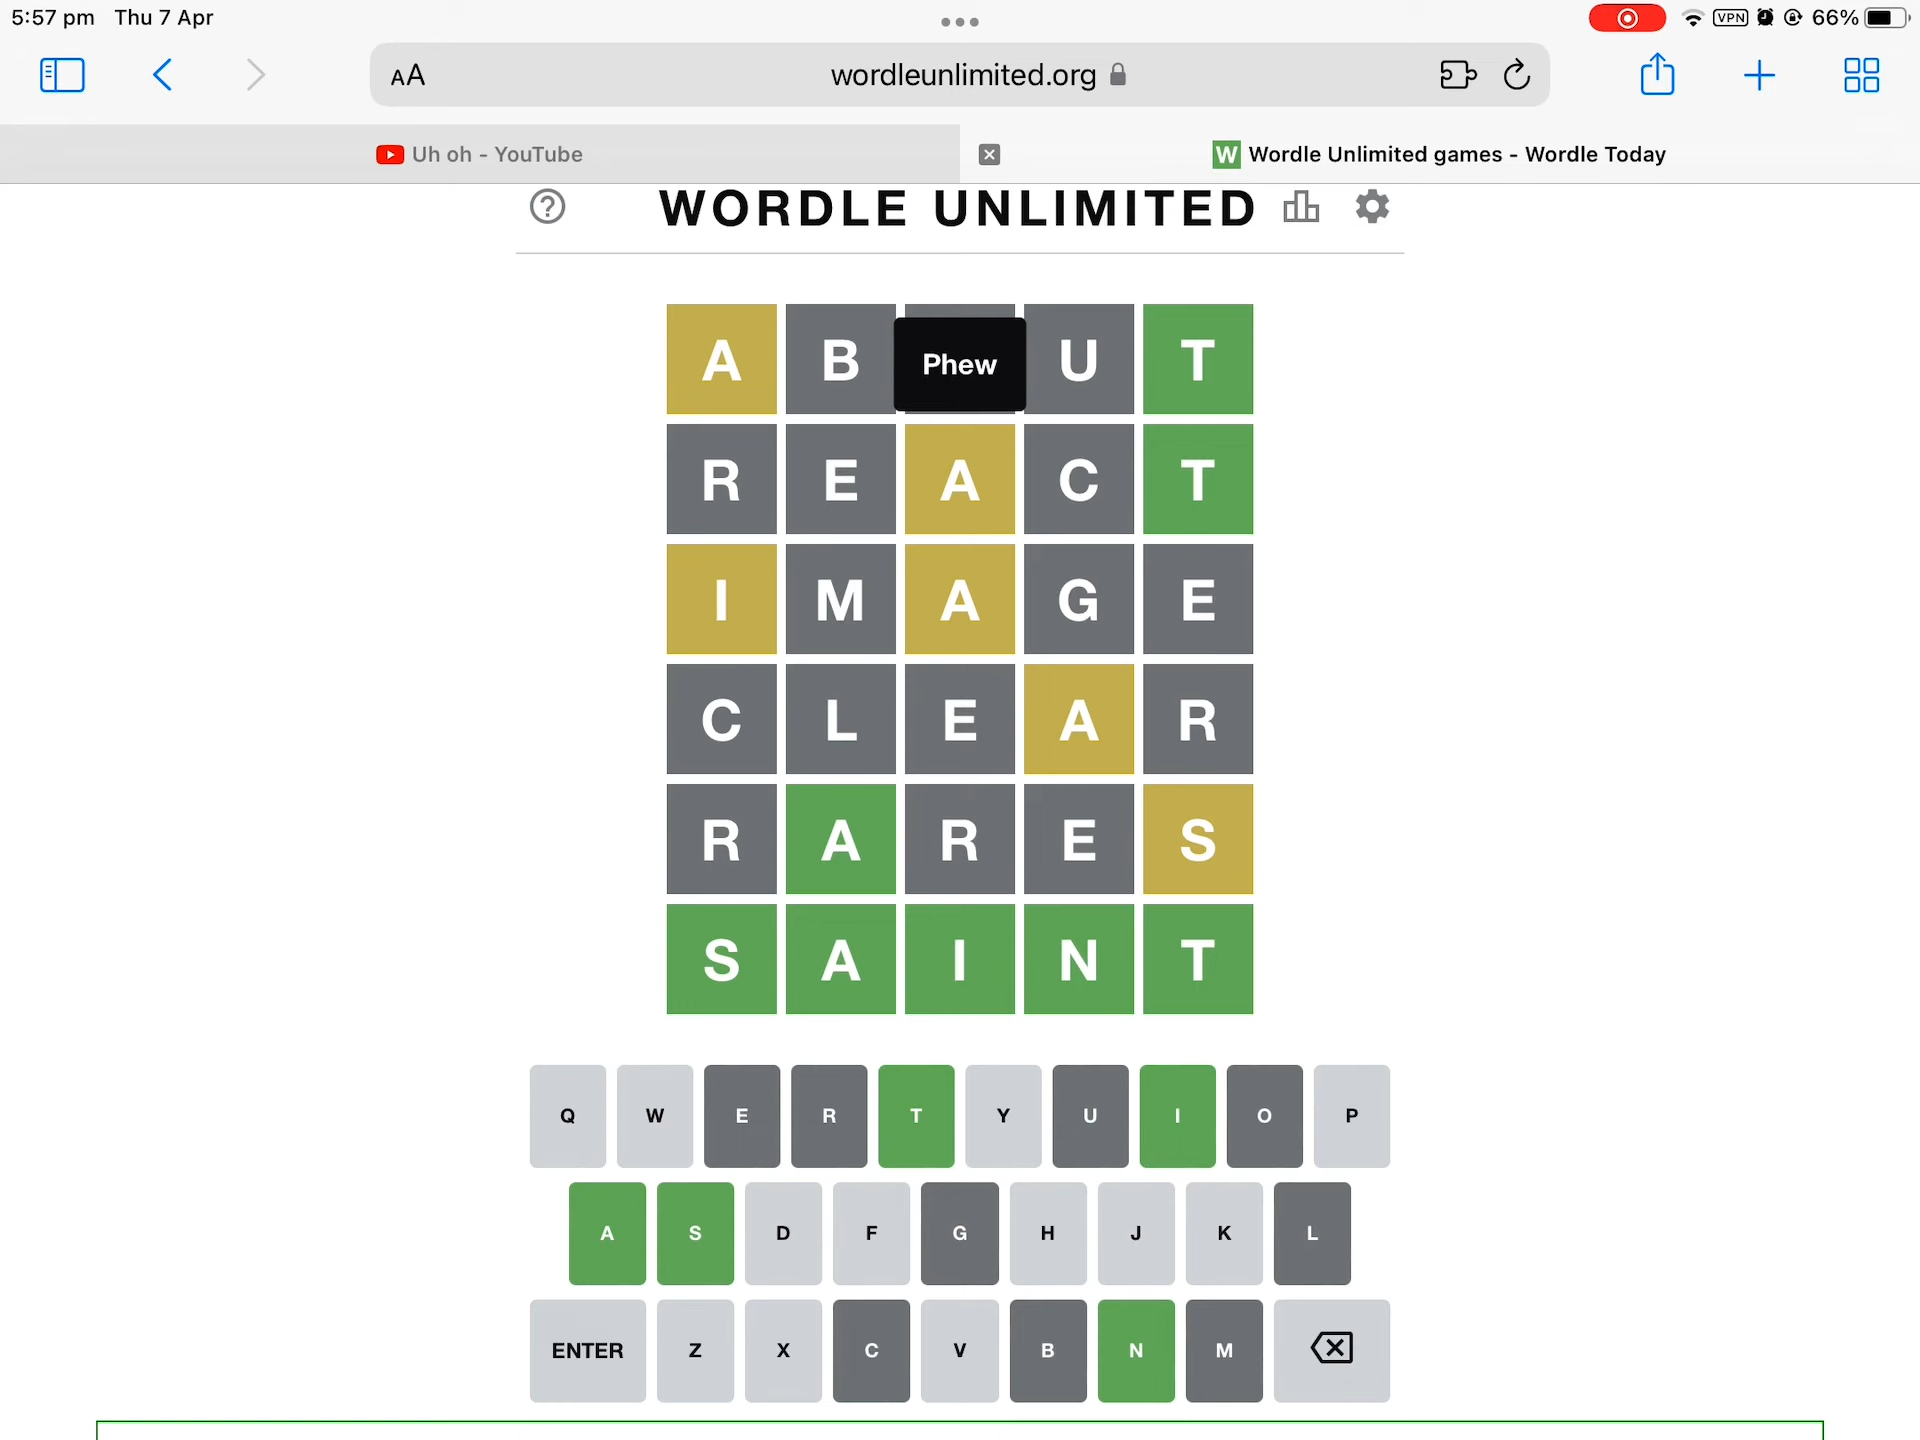 5:57 pm Thu 7 Apr
VPN 66%
AA wordleunlimited.org
Uh oh - YouTube
W Wordle Unlimited games - Wordle Today
? WORDLE UNLIMITED
A B Phew U T
R E A C T
I M A G E
C L E A R
R A R E S
S A I N T
Q W E R T Y U I O P
A S D F G H J K L
ENTER Z X C V B N M